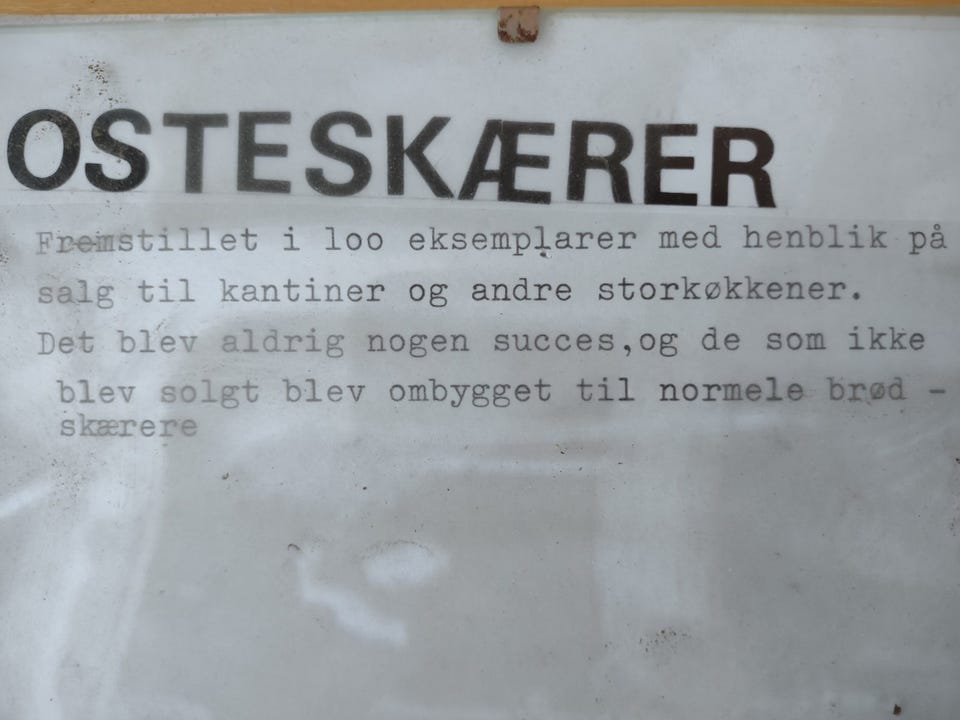 OSTESKÆRER
Fremstillet i loo eksemplarer med henblik på
salg til kantiner og andre storkøkkener.
Det blev aldrig nogen succes,og de som ikke
blev solgt blev ombygget til normele brød -
skærere